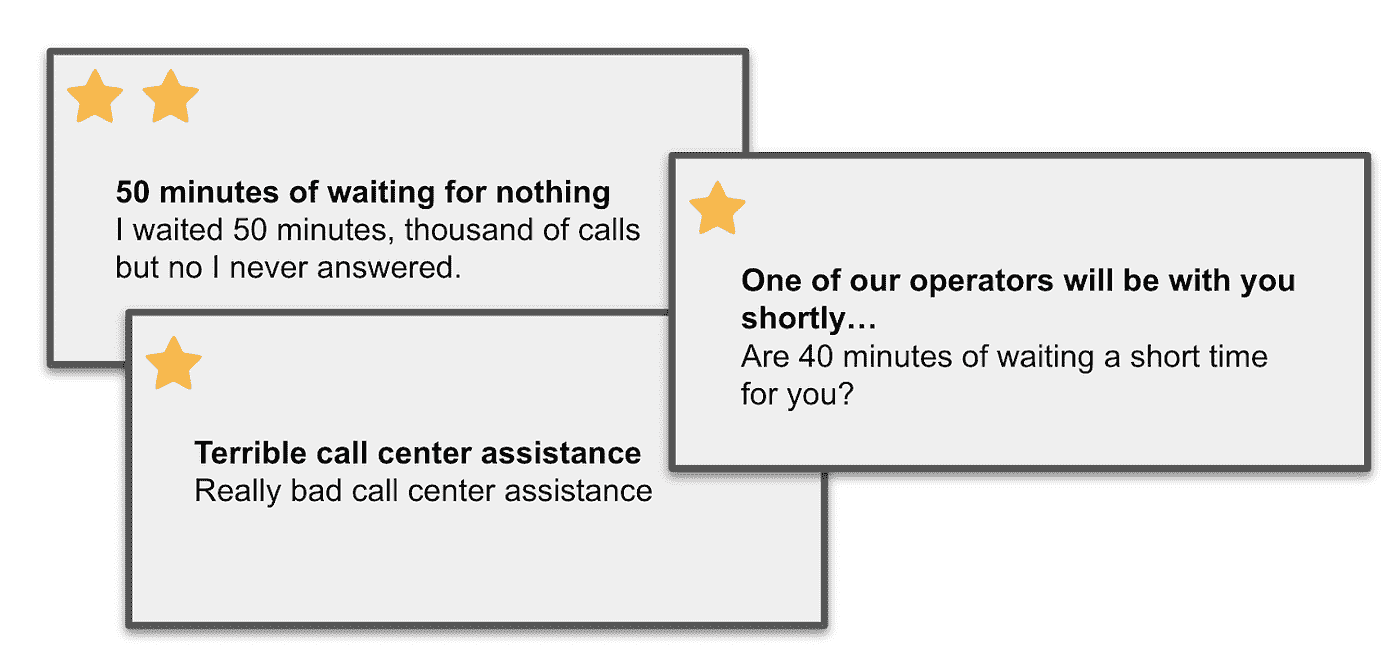 50 minutes of waiting for nothing
I waited 50 minutes, thousand of calls
but no I never answered.
One of our operators will be with you
shortly…
Are 40 minutes of waiting a short time
for you?
Terrible call center assistance
Really bad call center assistance